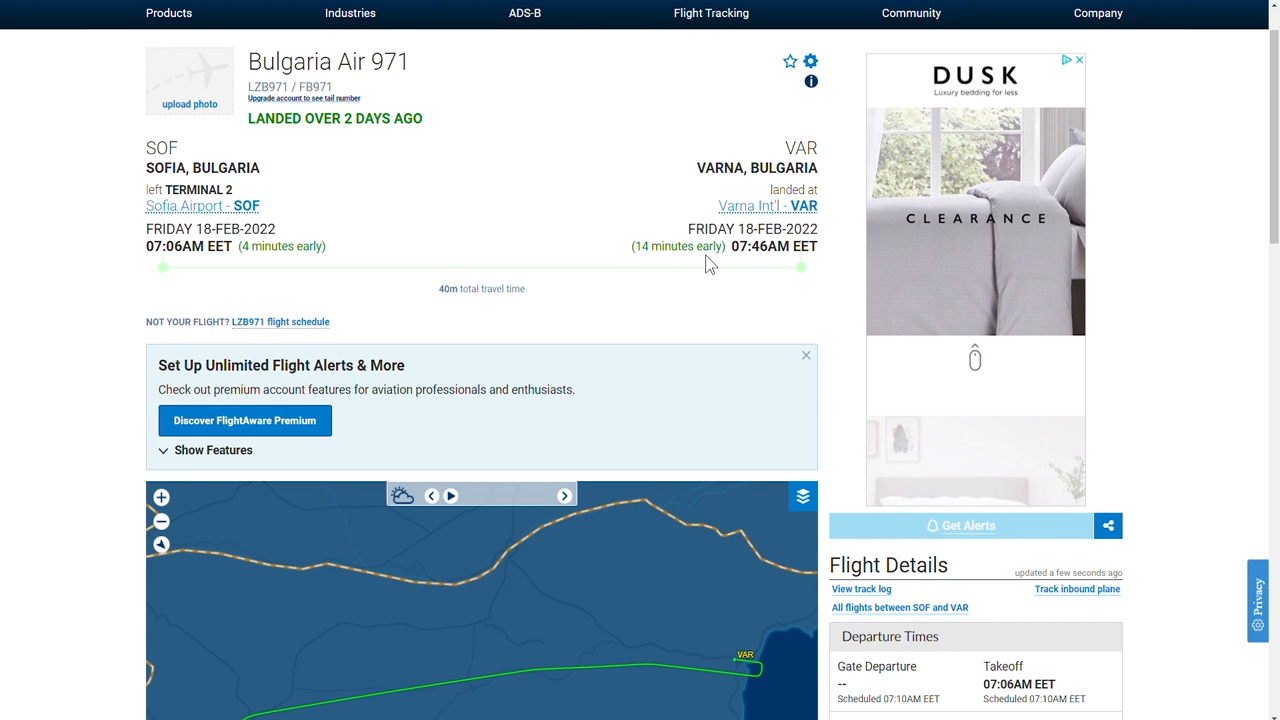 Products Industries ADS-B Flight Tracking Community Company
upload photo
Bulgaria Air 971
LZB971 / FB971
Upgrade account to see tail number
LANDED OVER 2 DAYS AGO
SOF VAR
SOFIA, BULGARIA VARNA, BULGARIA
left TERMINAL 2 landed at
Sofia Airport - SOF Varna Int'l - VAR
FRIDAY 18-FEB-2022 FRIDAY 18-FEB-2022
07:06AM EET (4 minutes early) (14 minutes early) 07:46AM EET
40m total travel time
NOT YOUR FLIGHT? LZB971 flight schedule
Set Up Unlimited Flight Alerts & More
Check out premium account features for aviation professionals and enthusiasts.
Discover FlightAware Premium
Show Features
VAR
DUSK
Luxury bedding for less
CLEARANCE
Get Alerts
Flight Details updated a few seconds ago
View track log Track inbound plane
All flights between SOF and VAR
Departure Times
Gate Departure Takeoff
-- 07:06AM EET
Scheduled 07:10AM EET Scheduled 07:10AM EET
Privacy